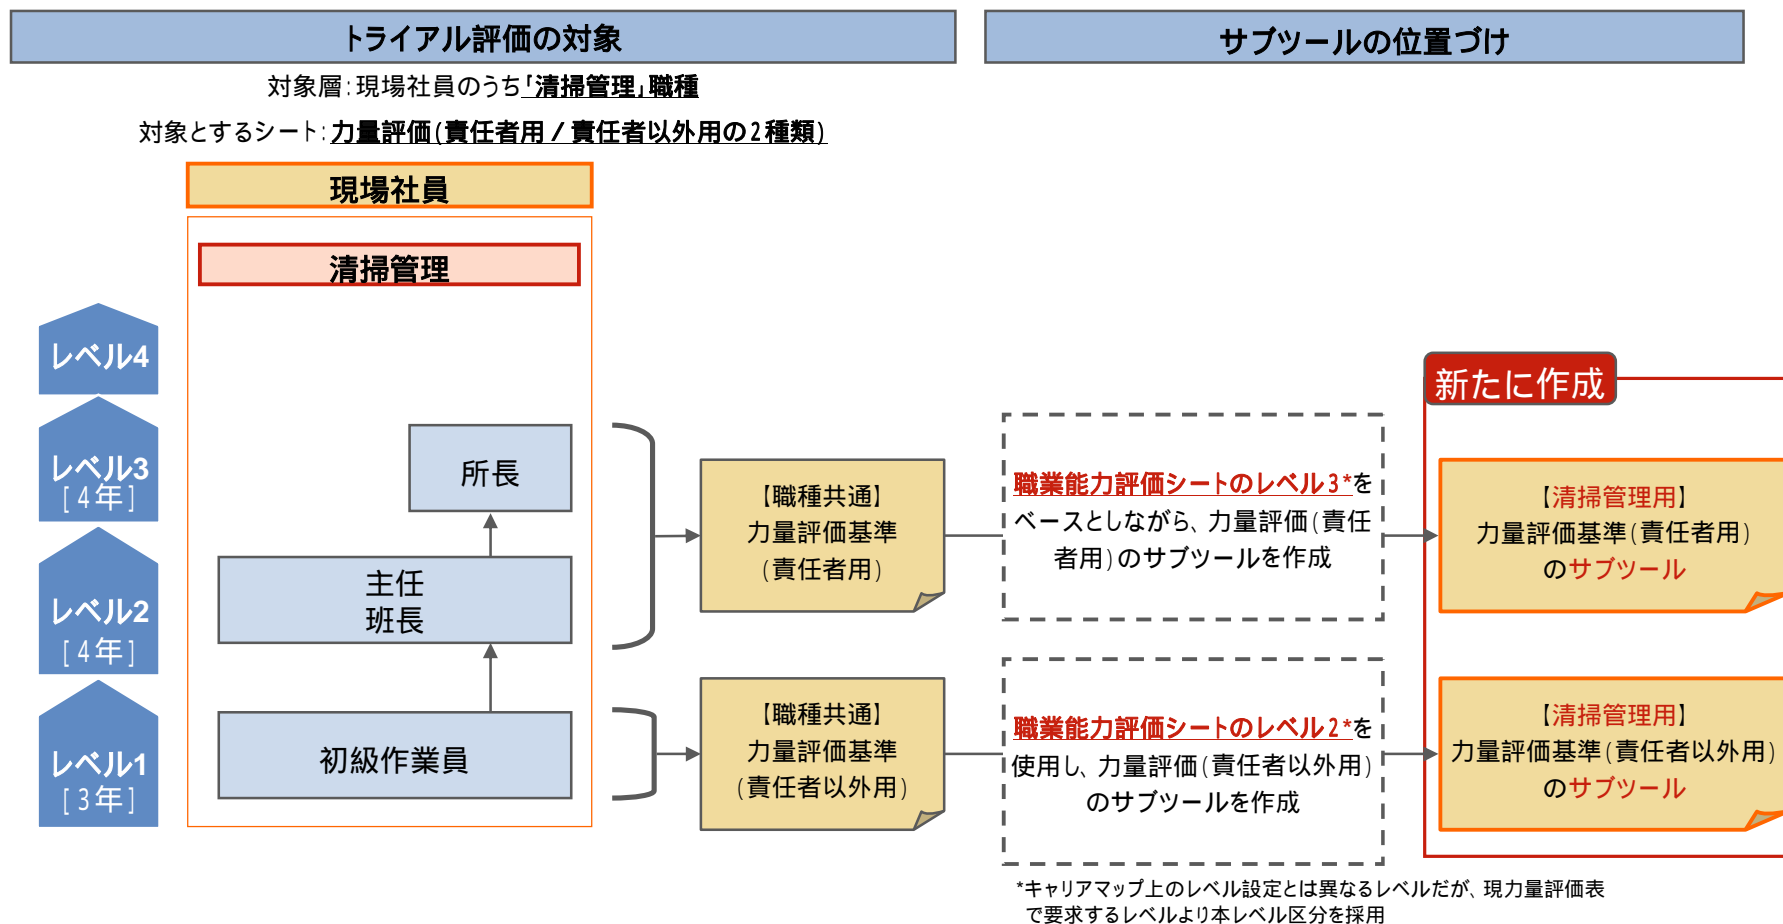 トライアル評価の対象
サブツールの位置づけ
対象層：現場社員のうち「清掃管理」職種
対象とするシート：力量評価（責任者用／責任者以外用の2種類）
現場社員
清掃管理
レベル4
レベル3
［4年］
レベル2
［4年］
レベル1
［3年］
所長
主任
班長
初級作業員
【職種共通】
力量評価基準
（責任者用）
【職種共通】
力量評価基準
（責任者以外用）
職業能力評価シートのレベル3*を
ベースとしながら、力量評価（責任
者用）のサブツールを作成
職業能力評価シートのレベル2*を
使用し、力量評価（責任者以外用）
のサブツールを作成
新たに作成
【清掃管理用】
力量評価基準（責任者用）
のサブツール
【清掃管理用】
力量評価基準（責任者以外用）
のサブツール
*キャリアマップ上のレベル設定とは異なるレベルだが、現力量評価表
で要求するレベルより本レベル区分を採用